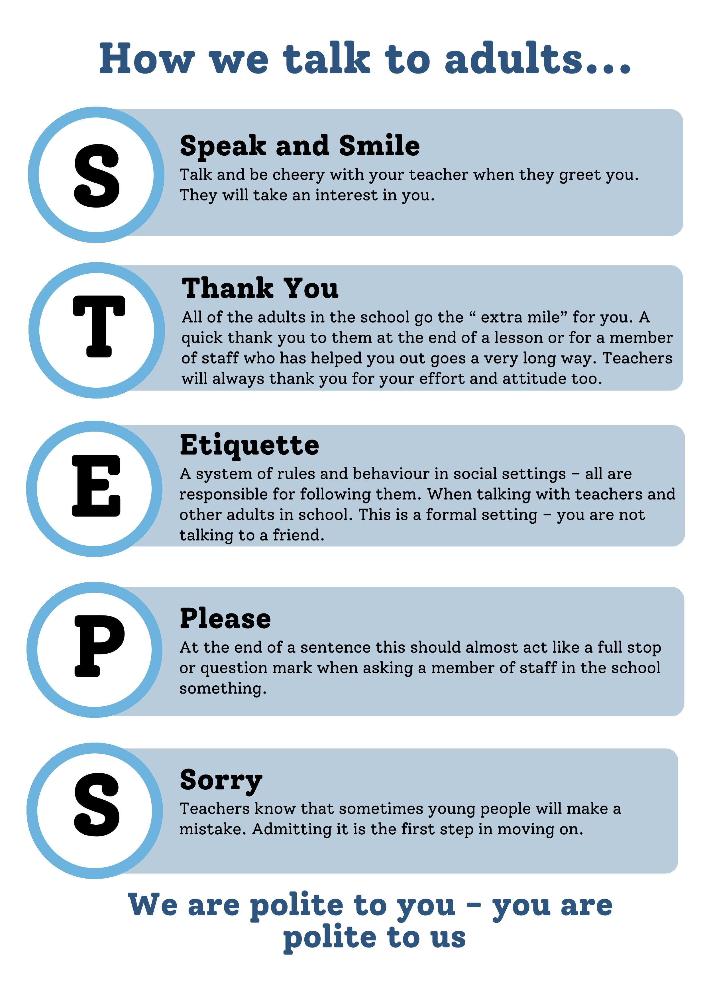 How we talk to adults...
S
Speak and Smile
Talk and be cheery with your teacher when they greet you.
They will take an interest in you.
T
Thank You
All of the adults in the school go the “ extra mile” for you. A
quick thank you to them at the end of a lesson or for a member
of staff who has helped you out goes a very long way. Teachers
will always thank you for your effort and attitude too.
E
Etiquette
A system of rules and behaviour in social settings – all are
responsible for following them. When talking with teachers and
other adults in school. This is a formal setting – you are not
talking to a friend.
P
Please
At the end of a sentence this should almost act like a full stop
or question mark when asking a member of staff in the school
something.
S
Sorry
Teachers know that sometimes young people will make a
mistake. Admitting it is the first step in moving on.
We are polite to you – you are
polite to us